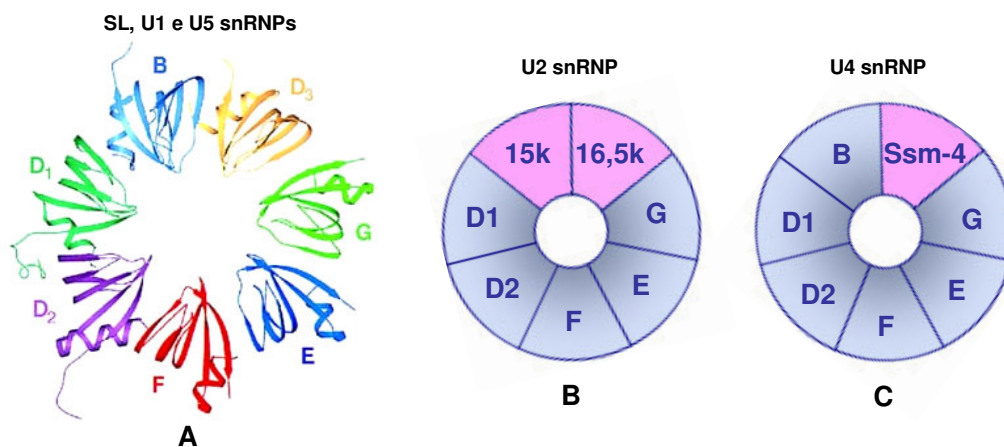 SL, U1 e U5 snRNPs
B
D3
D1
G
D2
E
F
A
U2 snRNP
15k
16,5k
D1
G
D2
E
F
B
U4 snRNP
B
Ssm-4
D1
G
D2
E
F
C